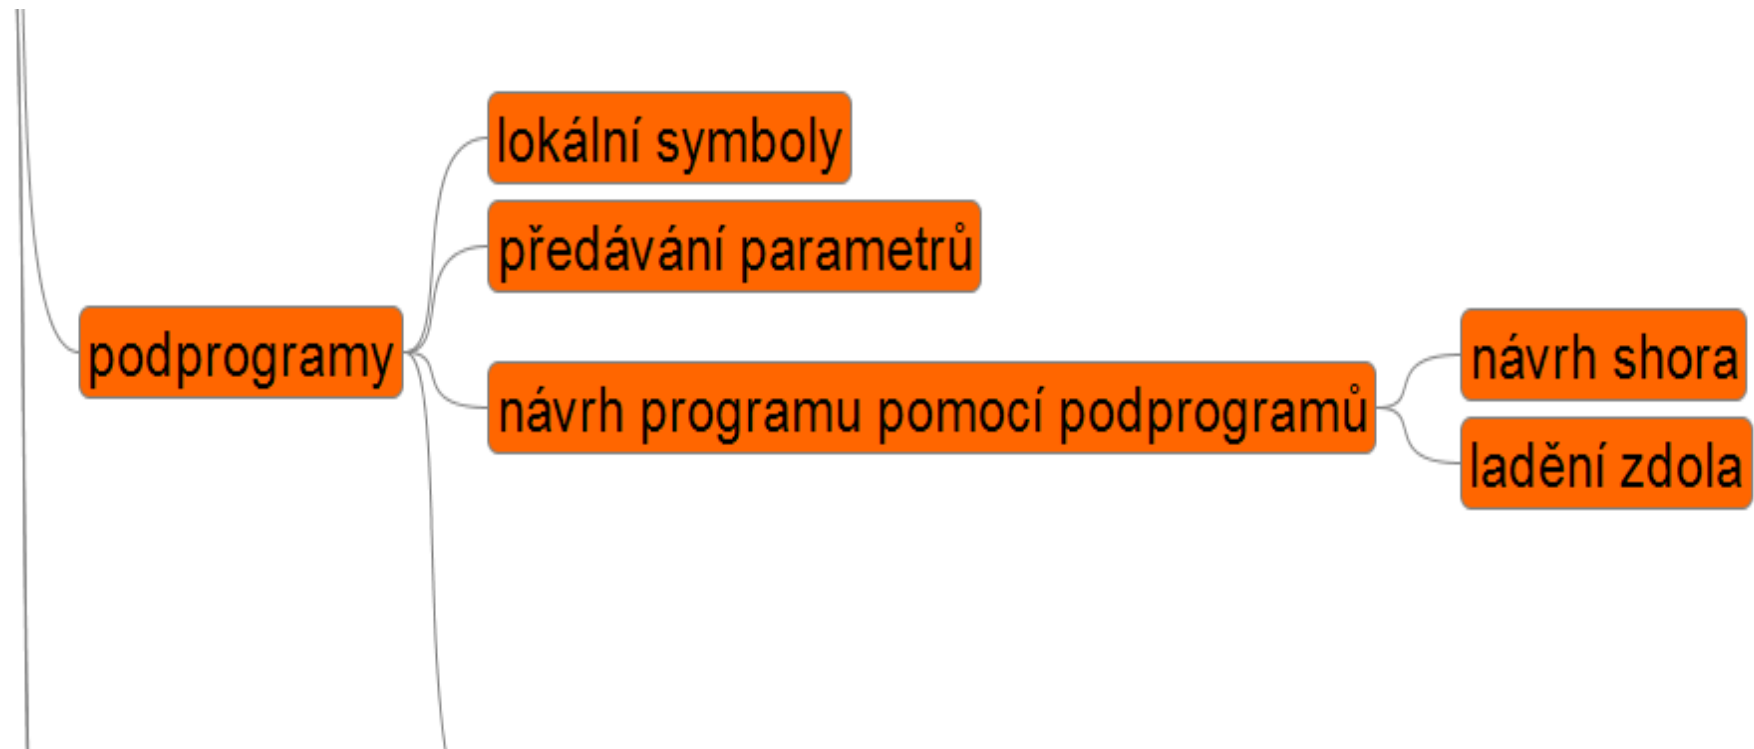 lokální symboly
předávání parametrů
podprogramy
návrh programu pomocí podprogramů
návrh shora
ladění zdola